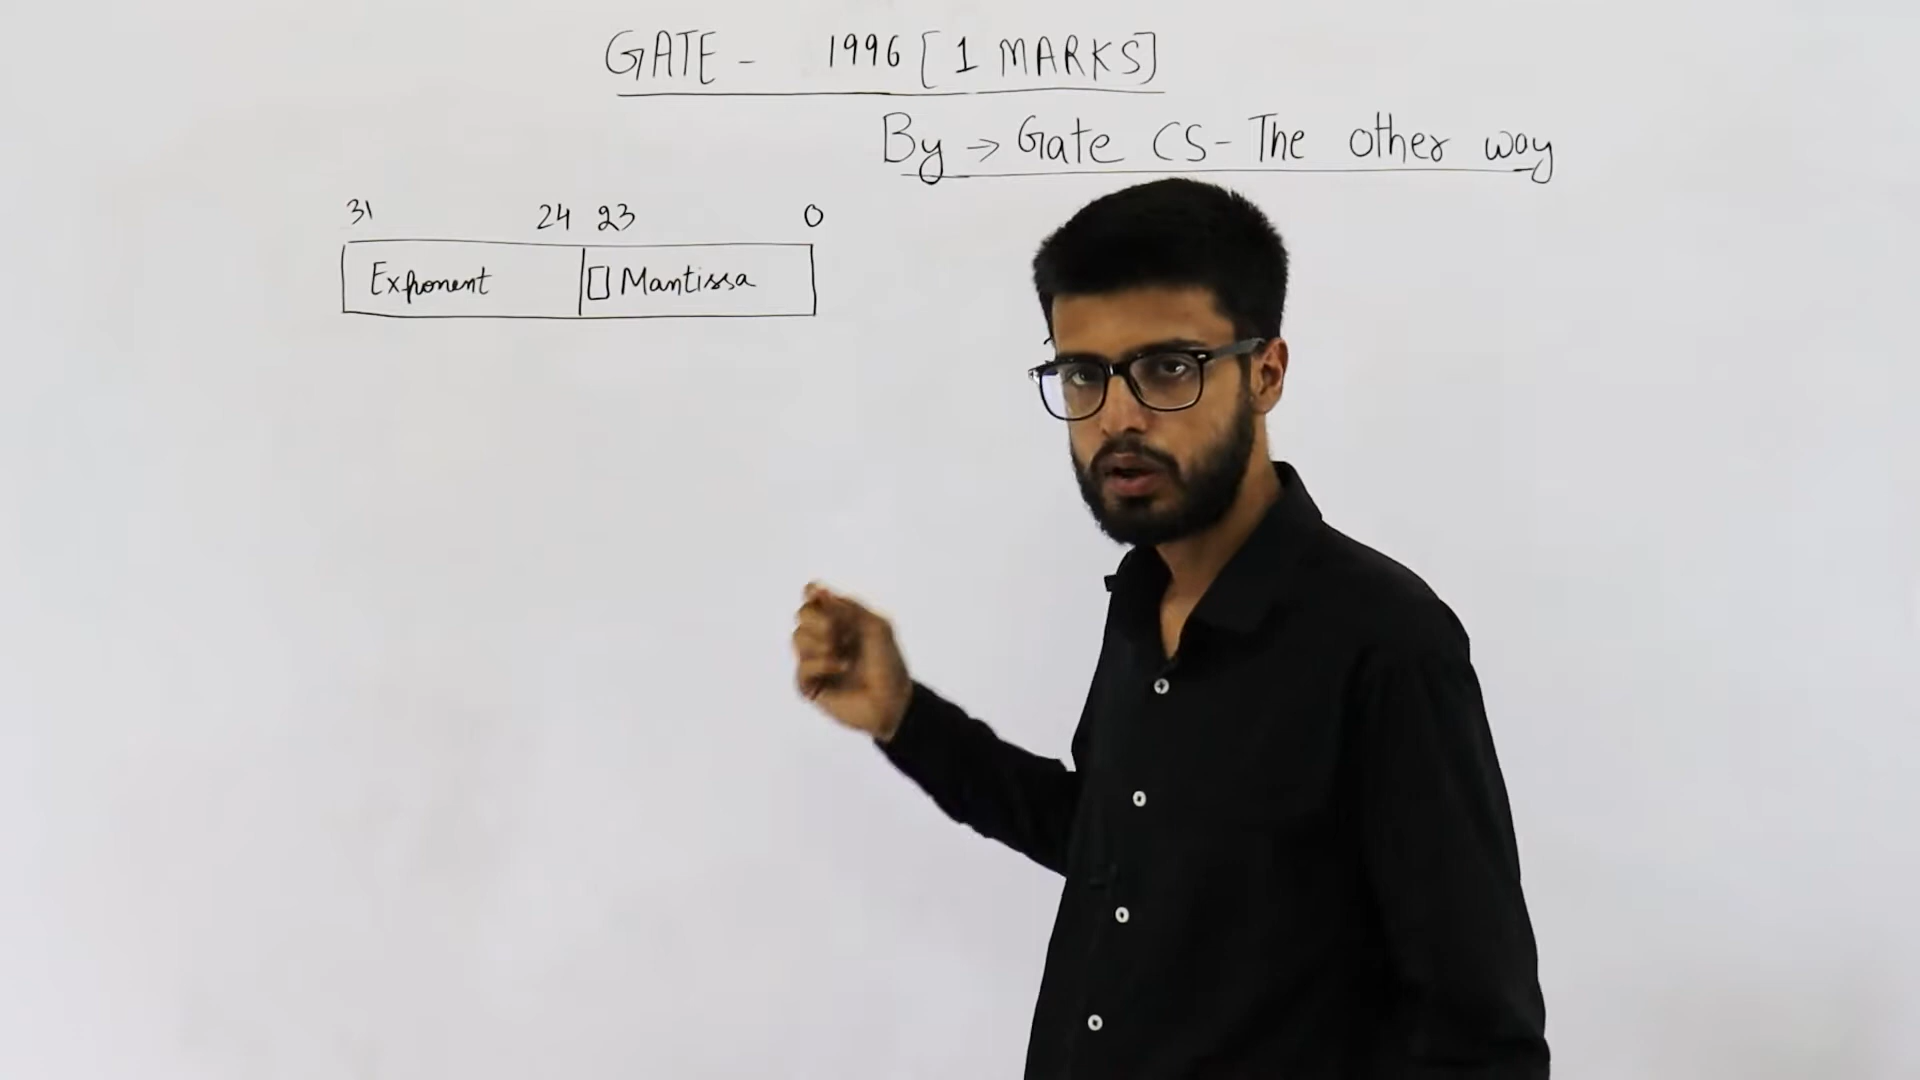 GATE - 1996 [1 MARKS]
By → Gate CS - The other way
31 24 23 0
Exponent Mantissa